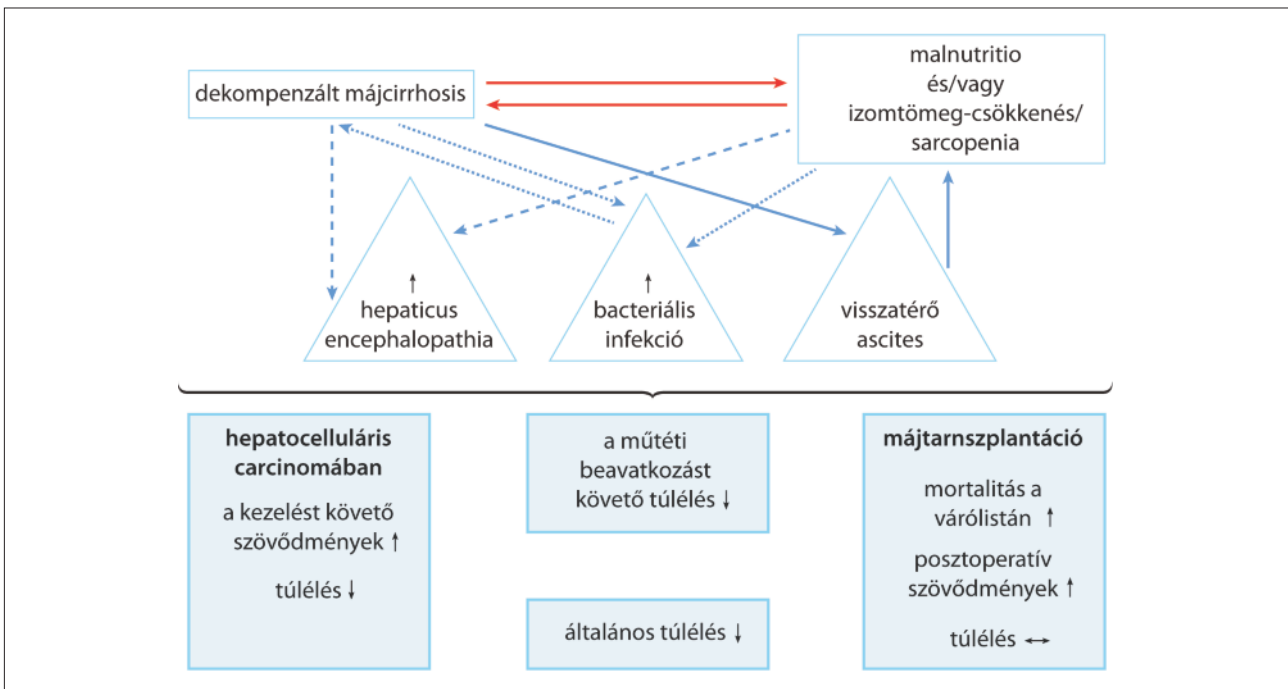 dekompenzált májcirrhosis
malnutritio
és/vagy
izomtömeg-csökkenés/
sarcopenia
↑
hepaticus
encephalopathia
↑
bacteriális
infekció
visszatérő
ascites
hepatocelluláris
carcinomában
a kezelést követő
szövődmények ↑
túlélés ↓
a műtéti
beavatkozást
követő túlélés ↓
általános túlélés ↓
májtarnszplantáció
mortalitás a
várólistán ↑
posztoperatív
szövődmények ↑
túlélés ↔